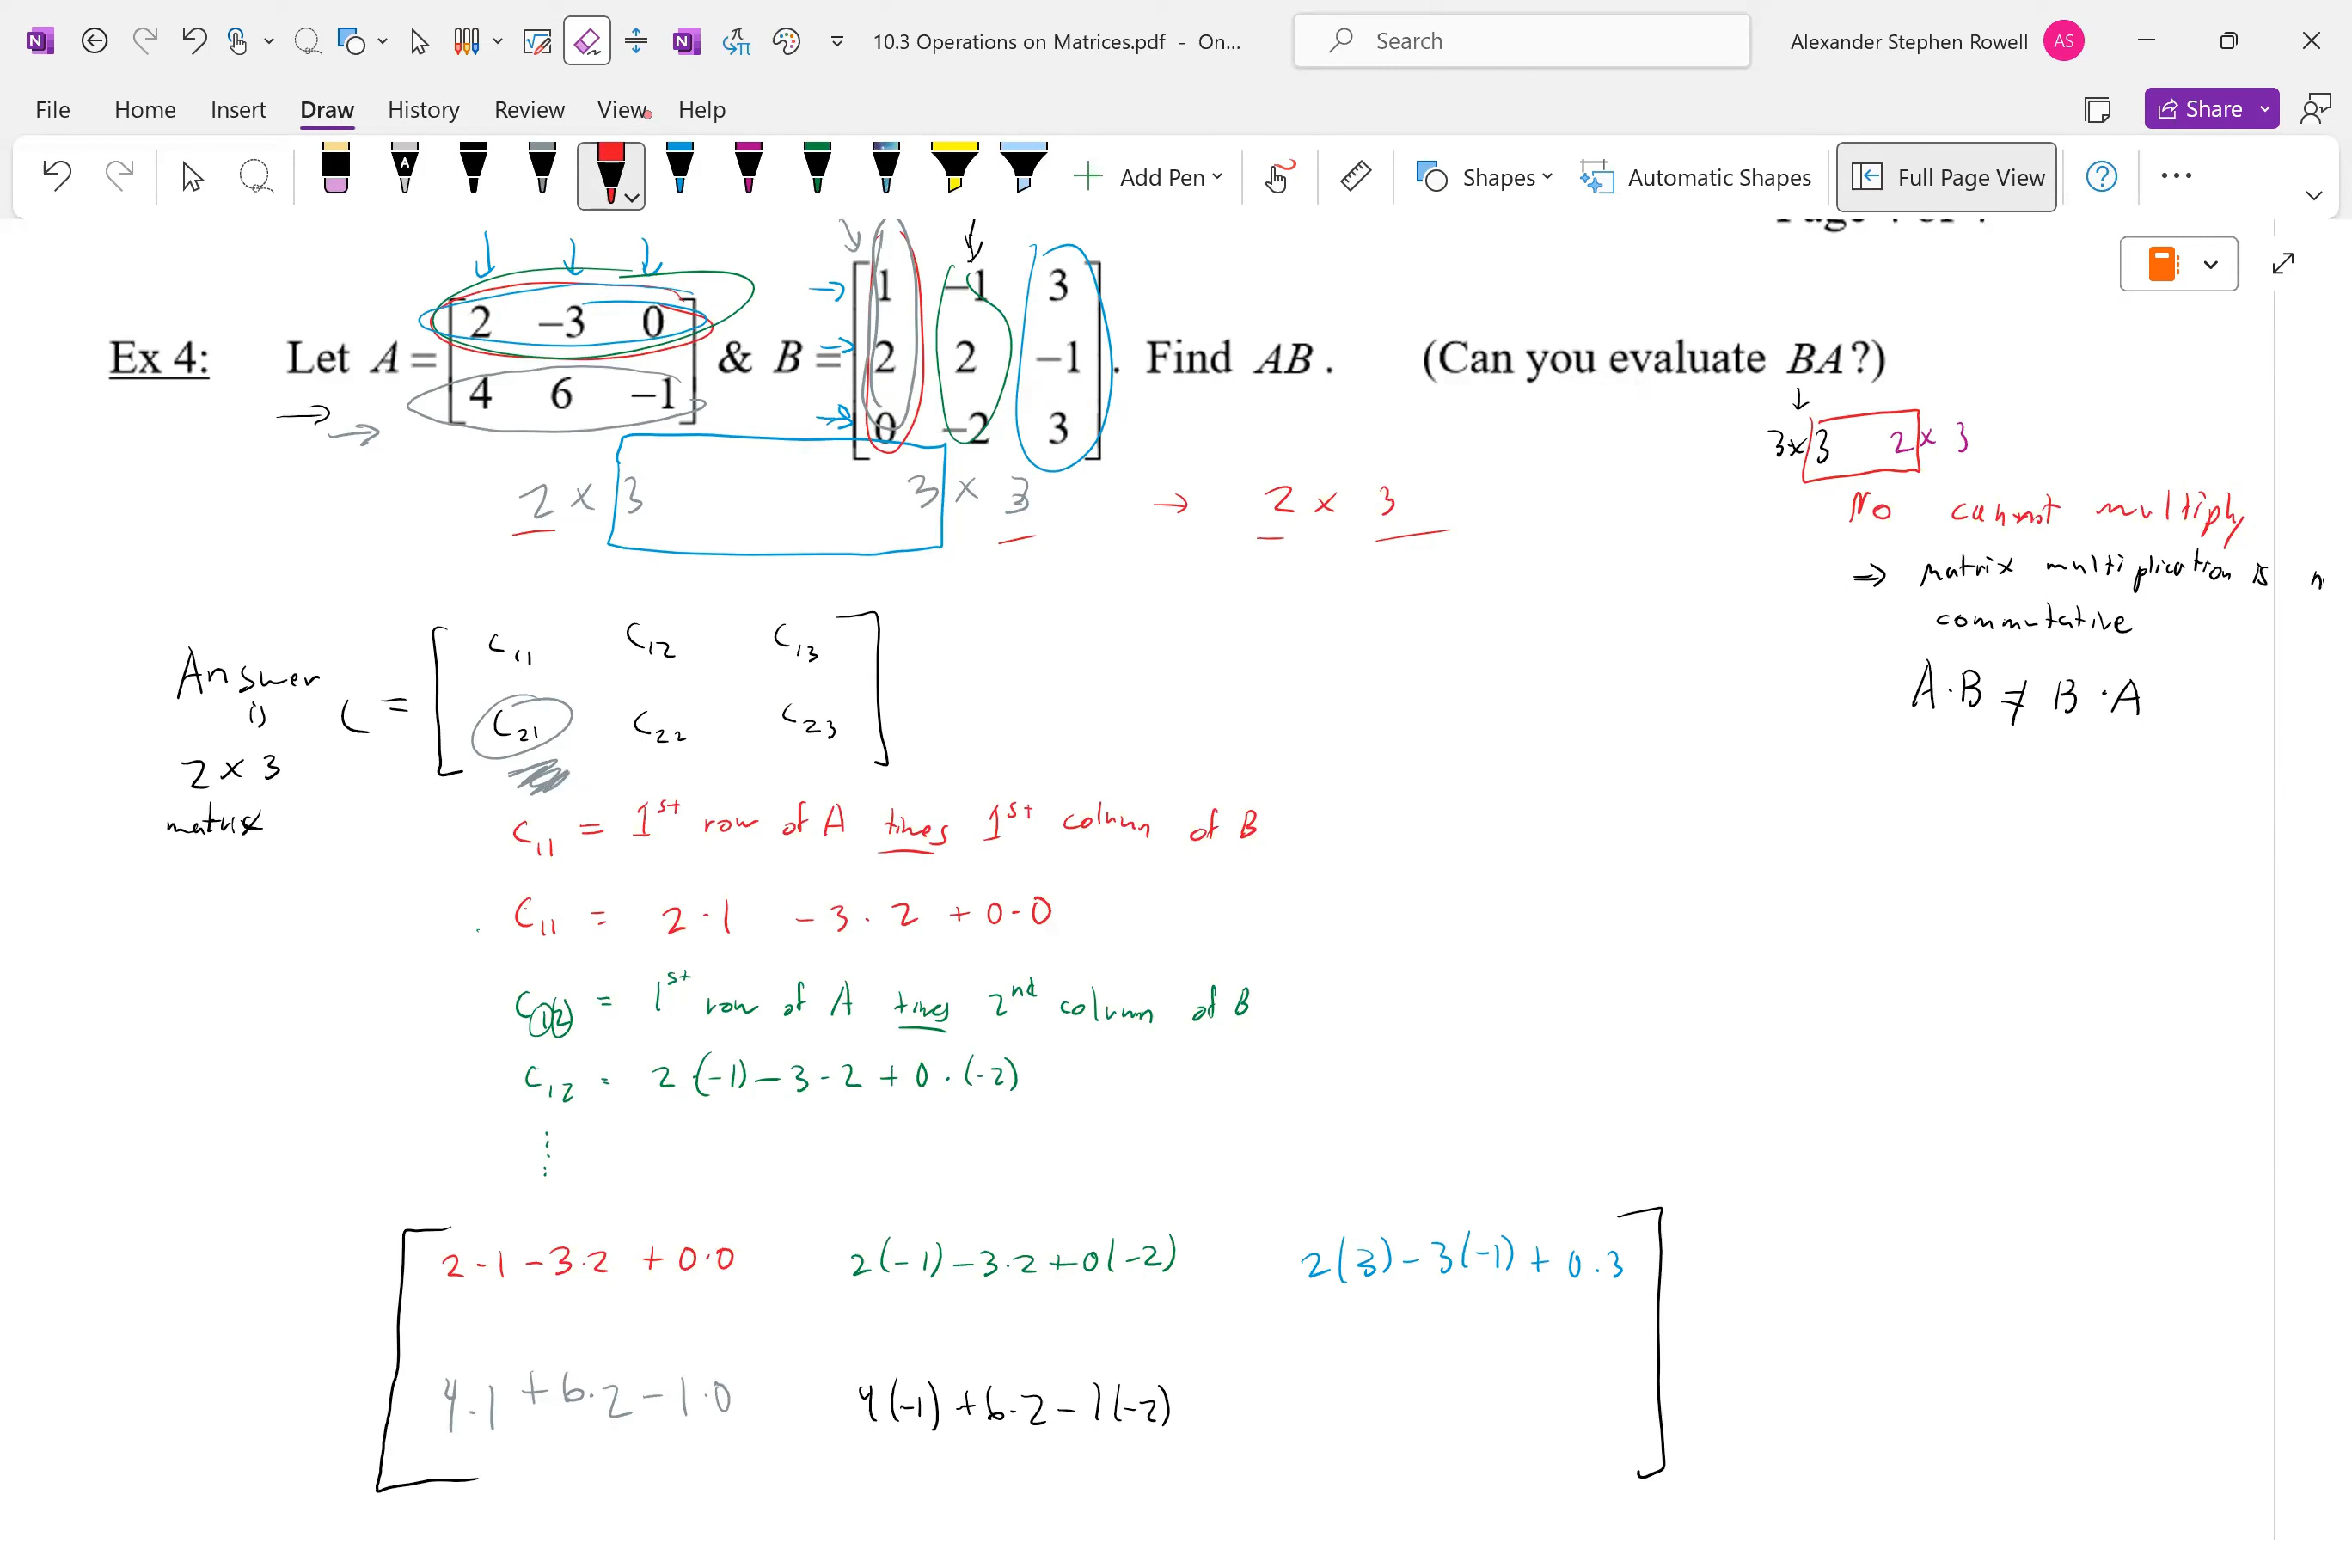 10.3 Operations on Matrices.pdf - On...
Search
Alexander Stephen Rowell AS
File Home Insert Draw History Review View Help
Share
A
Add Pen
Shapes
Automatic Shapes
Full Page View
Ex 4: Let A = [ 2 −3 0 & B = [ 1 −1 3 Find AB. (Can you evaluate BA?)
4 6 −1 ] 2 2 −1
0 −2 3 ] .
3 × 3 2 × 3
2 × 3 3 × 3 → 2 × 3
No cannot multiply
⇒ matrix multiplication is n
commutative
A·B ≠ B·A
Answer
is
2 × 3
matrix
C = [ C11 C12 C13
C21 C22 C23 ]
C11 = 1st row of A times 1st column of B
C11 = 2·1 −3·2 + 0·0
C12 = 1st row of A times 2nd column of B
C12 = 2·(-1) − 3·2 + 0·(-2)
⋮
[ 2·1 − 3·2 + 0·0 2(−1) − 3·2 + 0(−2) 2(3) − 3(−1) + 0·3
4·1 + 6·2 − 1·0 4(−1) + 6·2 − 1(−2) ]